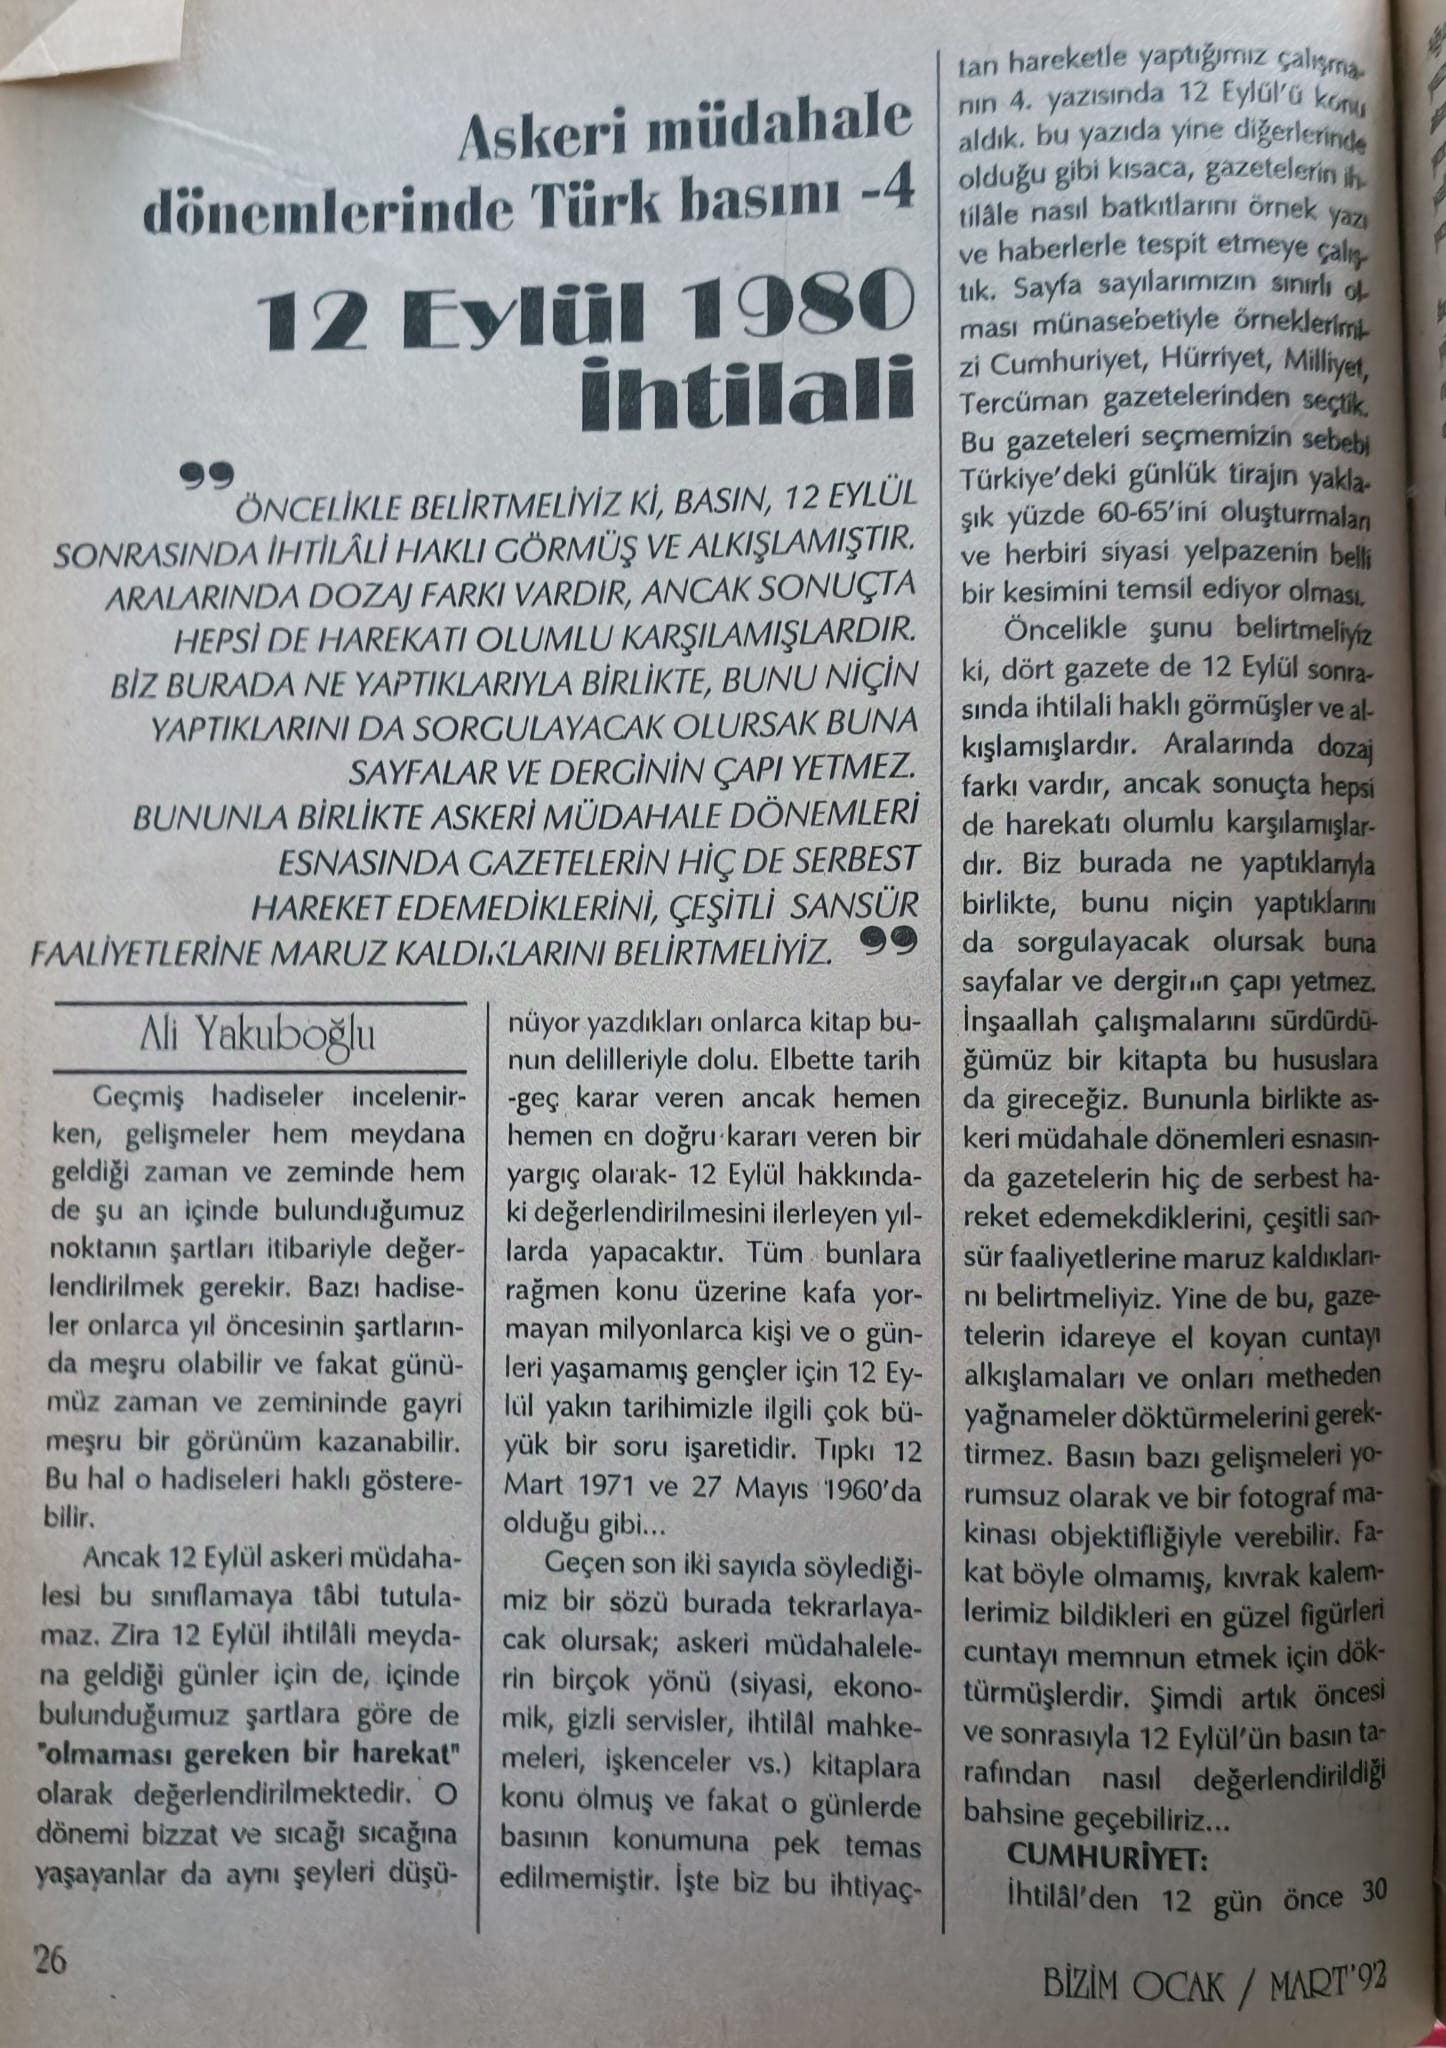 Askeri müdahale
dönemlerinde Türk basını -4
12 Eylül 1980
ihtilali
"ÖNCELİKLE BELİRTMELİYİZ Kİ, BASIN, 12 EYLÜL
SONRASINDA İHTİLÂLİ HAKLI GÖRMÜŞ VE ALKIŞLAMIŞTIR.
ARALARINDA DOZAJ FARKI VARDIR, ANCAK SONUÇTA
HEPSİ DE HAREKATI OLUMLU KARŞILAMIŞLARDIR.
BİZ BURADA NE YAPTIKLARIYLA BİRLİKTE, BUNU NİÇİN
YAPTIKLARINI DA SORGULAYACAK OLURSAK BUNA
SAYFALAR VE DERGİNİN ÇAPI YETMEZ.
BUNUNLA BİRLİKTE ASKERİ MÜDAHALE DÖNEMLERİ
ESNASINDA GAZETELERİN HİÇ DE SERBEST
HAREKET EDEMEDİKLERİNİ, ÇEŞİTLİ SANSÜR
FAALİYETLERİNE MARUZ KALDIKLARINI BELİRTMELİYİZ."
Ali Yakuboğlu
Geçmiş hadiseler incelenir-
ken, gelişmeler hem meydana
geldiği zaman ve zeminde hem
de şu an içinde bulunduğumuz
noktanın şartları itibariyle değer-
lendirilmek gerekir. Bazı hadise-
ler onlarca yıl öncesinin şartların-
da meşru olabilir ve fakat günü-
müz zaman ve zemininde gayri
meşru bir görünüm kazanabilir.
Bu hal o hadiseleri haklı göstere-
bilir.
Ancak 12 Eylül askeri müdaha-
lesi bu sınıflamaya tâbi tutula-
maz. Zira 12 Eylül ihtilâli meyda-
na geldiği günler için de, içinde
bulunduğumuz şartlara göre de
"olmaması gereken bir harekat"
olarak değerlendirilmektedir. O
dönemi bizzat ve sıcağı sıcağına
yaşayanlar da aynı şeyleri düşü-
nüyor yazdıkları onlarca kitap bu-
nun delilleriyle dolu. Elbette tarih
-geç karar veren ancak hemen
hemen en doğru kararı veren bir
yargıç olarak- 12 Eylül hakkında-
ki değerlendirilmesini ilerleyen yıl-
larda yapacaktır. Tüm bunlara
rağmen konu üzerine kafa yor-
mayan milyonlarca kişi ve o gün-
leri yaşamamış gençler için 12 Ey-
lül yakın tarihimizle ilgili çok bü-
yük bir soru işaretidir. Tıpkı 12
Mart 1971 ve 27 Mayıs 1960'da
olduğu gibi...
Geçen son iki sayıda söylediği-
miz bir sözü burada tekrarlaya-
cak olursak; askeri müdahalele-
rin birçok yönü (siyasi, ekono-
mik, gizli servisler, ihtilâl mahke-
meleri, işkenceler vs.) kitaplara
konu olmuş ve fakat o günlerde
basının konumuna pek temas
edilmemiştir. İşte biz bu ihtiyaç-
tan hareketle yaptığımız çalışma-
nın 4. yazısında 12 Eylül'ü konu
aldık. bu yazıda yine diğerlerinde
olduğu gibi kısaca, gazetelerin ih-
tilâle nasıl batkıtlarını örnek yazı
ve haberlerle tespit etmeye çalış-
tık. Sayfa sayılarımızın sınırlı ol-
ması münasebetiyle örneklerimi-
zi Cumhuriyet, Hürriyet, Milliyet,
Tercüman gazetelerinden seçtik.
Bu gazeteleri seçmemizin sebebi
Türkiye'deki günlük tirajın yakla-
şık yüzde 60-65'ini oluşturmaları
ve herbiri siyasi yelpazenin belli
bir kesimini temsil ediyor olması.
Öncelikle şunu belirtmeliyiz
ki, dört gazete de 12 Eylül sonra-
sında ihtilali haklı görmüşler ve al-
kışlamışlardır. Aralarında dozaj
farkı vardır, ancak sonuçta hepsi
de harekatı olumlu karşılamışlar-
dır. Biz burada ne yaptıklarıyla
birlikte, bunu niçin yaptıklarını
da sorgulayacak olursak buna
sayfalar ve derginin çapı yetmez.
İnşaallah çalışmalarını sürdürdü-
ğümüz bir kitapta bu hususlara
da gireceğiz. Bununla birlikte as-
keri müdahale dönemleri esnasın-
da gazetelerin hiç de serbest ha-
reket edemekdiklerini, çeşitli san-
sür faaliyetlerine maruz kaldıkları-
nı belirtmeliyiz. Yine de bu, gaze-
telerin idareye el koyan cuntayı
alkışlamaları ve onları metheden
yağnameler döktürmelerini gerek-
tirmez. Basın bazı gelişmeleri yo-
rumsuz olarak ve bir fotograf ma-
kinası objektifliğiyle verebilir. Fa-
kat böyle olmamış, kıvrak kalem-
lerimiz bildikleri en güzel figürleri
cuntayı memnun etmek için dök-
türmüşlerdir. Şimdi artık öncesi
ve sonrasıyla 12 Eylül'ün basın ta-
rafından nasıl değerlendirildiği
bahsine geçebiliriz...
CUMHURİYET:
İhtilâl'den 12 gün önce 30
26
BİZİM OCAK / MART'92